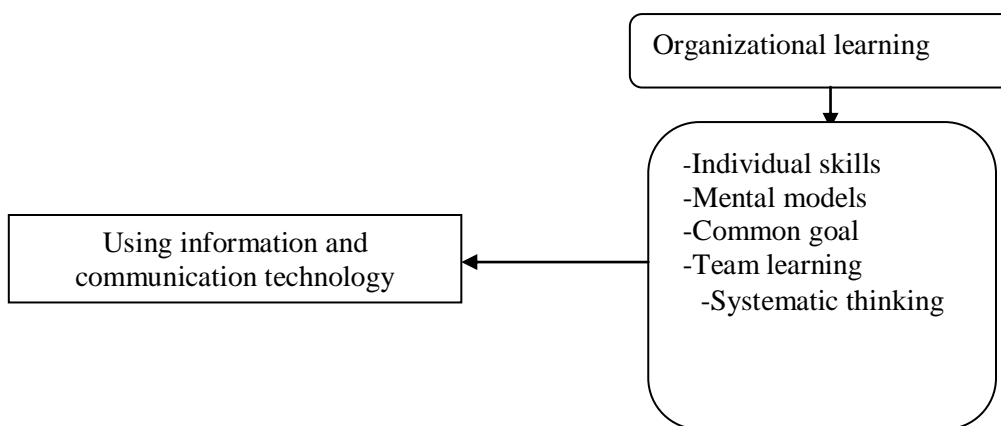 Organizational learning
-Individual skills
-Mental models
-Common goal
-Team learning
-Systematic thinking
Using information and
communication technology